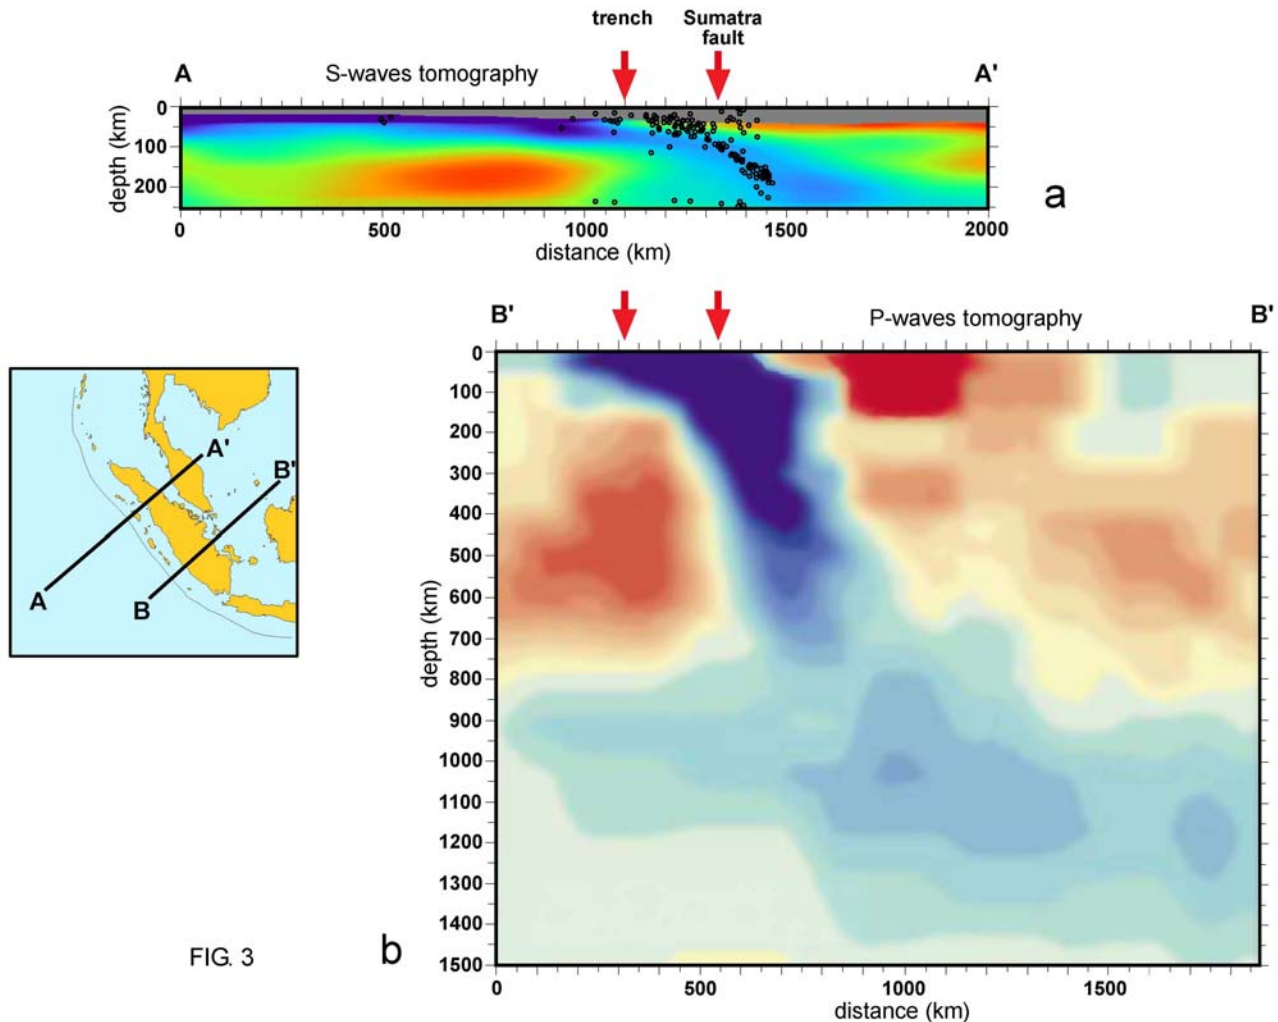 trench
Sumatra
fault
A
S-waves tomography
A'
0
100
200
depth (km)
0
500
1000
1500
2000
distance (km)
a
B'
P-waves tomography
B'
A'
B'
A
B
0
100
200
300
400
500
600
700
800
900
1000
1100
1200
1300
1400
1500
depth (km)
0
500
1000
1500
distance (km)
FIG. 3
b